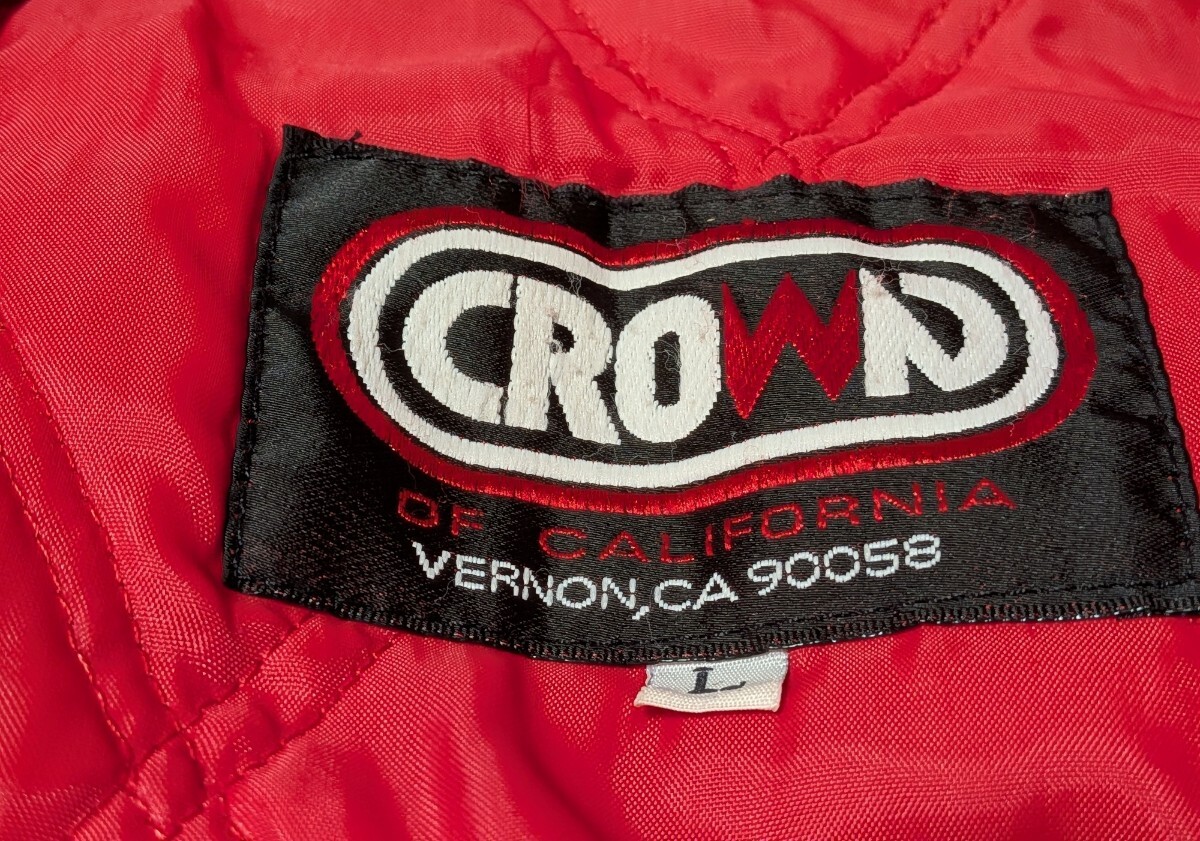 CROWN
OF CALIFORNIA
VERNON, CA 90058
L